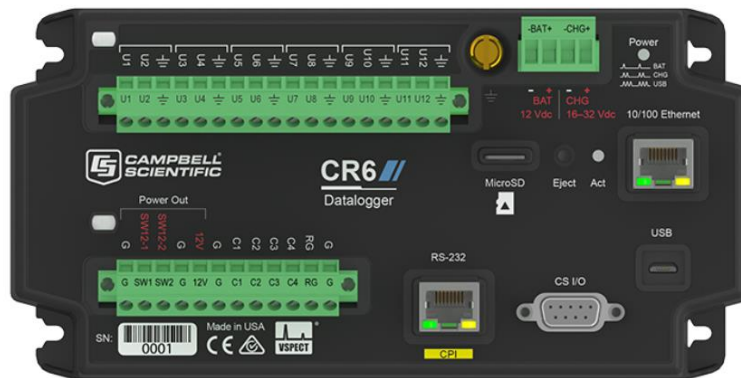 -BAT+ -CHG+
U1 U2 U3 U4 U5 U6 U7 U8 U9 U10 U11 U12
Power
BAT
CHG
USB
U1 U2 U3 U4 U5 U6 U7 U8 U9 U10 U11 U12
- + - +
BAT CHG
12 Vdc 16–32 Vdc
10/100 Ethernet
CS CAMPBELL SCIENTIFIC®
CR6
Datalogger
MicroSD Eject Act
Power Out
G SW12-1 SW12-2 G 12V G C1 C2 C3 C4 RG G
USB
RS-232
G SW1 SW2 G 12V G C1 C2 C3 C4 RG G
CS I/O
SN: 0001
Made in USA
CE
VSPECT®
CPI